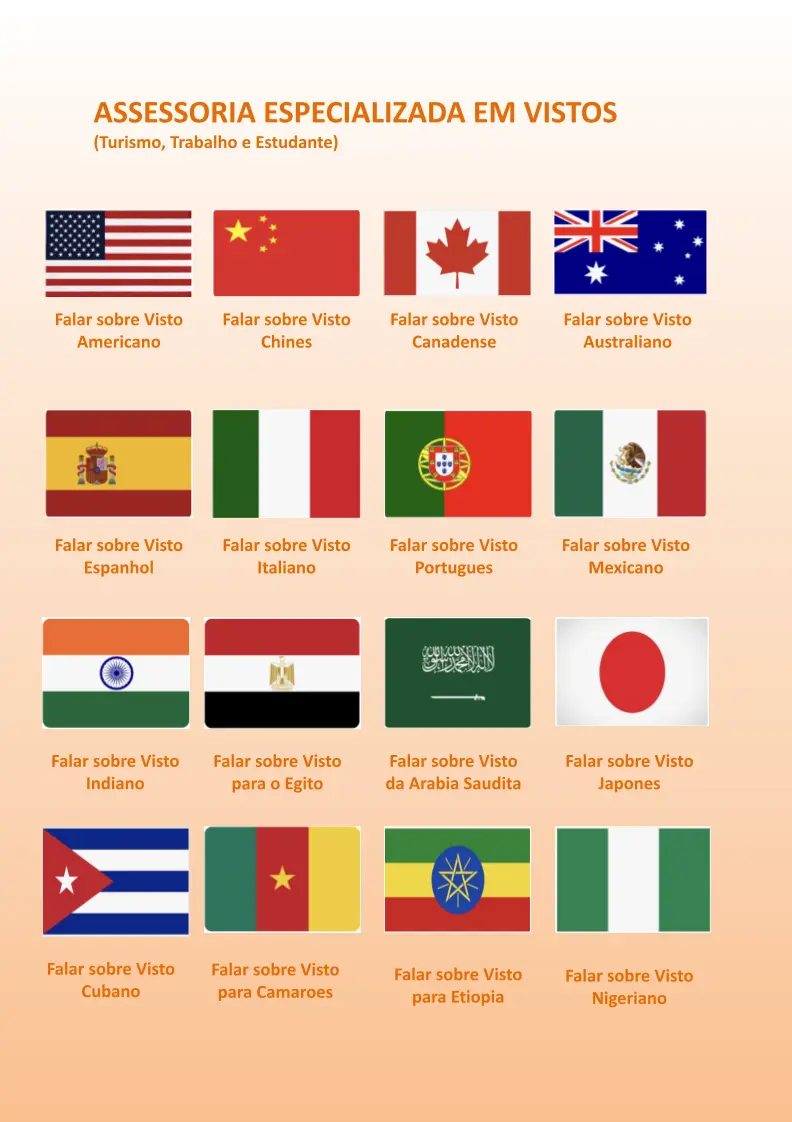 ASSESSORIA ESPECIALIZADA EM VISTOS
(Turismo, Trabalho e Estudante)
Falar sobre Visto
Americano
Falar sobre Visto
Chines
Falar sobre Visto
Canadense
Falar sobre Visto
Australiano
Falar sobre Visto
Espanhol
Falar sobre Visto
Italiano
Falar sobre Visto
Portugues
Falar sobre Visto
Mexicano
Falar sobre Visto
Indiano
Falar sobre Visto
para o Egito
Falar sobre Visto
da Arabia Saudita
Falar sobre Visto
Japones
Falar sobre Visto
Cubano
Falar sobre Visto
para Camaroes
Falar sobre Visto
para Etiopia
Falar sobre Visto
Nigeriano